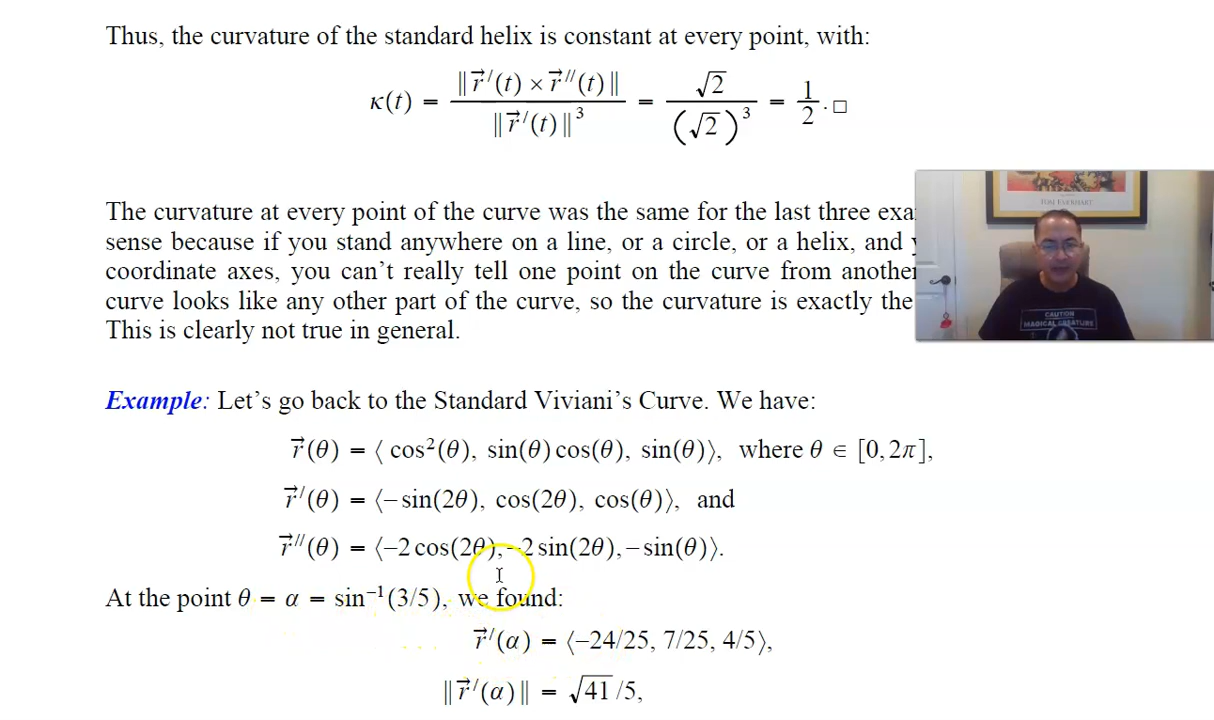 Thus, the curvature of the standard helix is constant at every point, with:
κ(t) = ‖r⃗′(t) × r⃗″(t)‖ / ‖r⃗′(t)‖³ = √2 / (√2)³ = 1/2. □
The curvature at every point of the curve was the same for the last three exa
sense because if you stand anywhere on a line, or a circle, or a helix, and
coordinate axes, you can't really tell one point on the curve from another
curve looks like any other part of the curve, so the curvature is exactly the
This is clearly not true in general.
TOM EVERHART
CAUTION
MAGICAL CREATURE
Example: Let's go back to the Standard Viviani's Curve. We have:
r⃗(θ) = ⟨ cos²(θ), sin(θ)cos(θ), sin(θ)⟩, where θ ∈ [0,2π],
r⃗′(θ) = ⟨−sin(2θ), cos(2θ), cos(θ)⟩, and
r⃗″(θ) = ⟨−2cos(2θ),−2sin(2θ),−sin(θ)⟩.
At the point θ = α = sin⁻¹(3/5), we found:
r⃗′(α) = ⟨−24/25, 7/25, 4/5⟩,
‖r⃗′(α)‖ = √41/5,